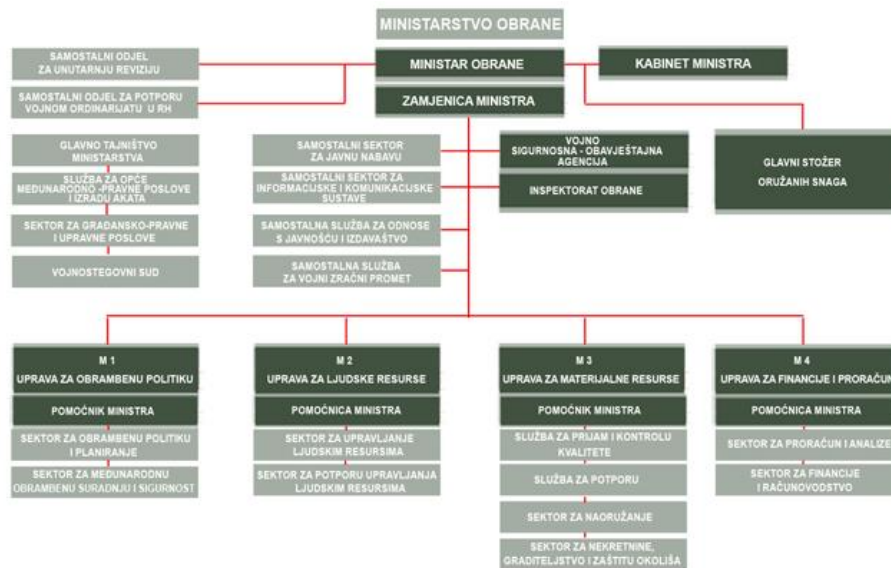 MINISTARSTVO OBRANE
SAMOSTALNI ODJEL
ZA UNUTARNJU REVIZIJU
MINISTAR OBRANE
KABINET MINISTRA
SAMOSTALNI ODJEL ZA POTPORU
VOJNOM ORDINARIJATU U RH
ZAMJENICA MINISTRA
GLAVNO TAJNIŠTVO
MINISTARSTVA
SLUŽBA ZA OPĆE
MEĐUNARODNO -PRAVNE POSLOVE
I IZRADU AKATA
SEKTOR ZA GRAĐANSKO-PRAVNE
I UPRAVNE POSLOVE
VOJNOSTEGOVNI SUD
SAMOSTALNI SEKTOR
ZA JAVNU NABAVU
SAMOSTALNI SEKTOR ZA
INFORMACIJSKE I KOMUNIKACIJSKE
SUSTAVE
SAMOSTALNA SLUŽBA ZA ODNOSE
S JAVNOŠĆU I IZDAVAŠTVO
SAMOSTALNA SLUŽBA
ZA VOJNI ZRAČNI PROMET
VOJNO
SIGURNOSNA - OBAVJEŠTAJNA
AGENCIJA
INSPEKTORAT OBRANE
GLAVNI STOŽER
ORUŽANIH SNAGA
M 1
UPRAVA ZA OBRAMBENU POLITIKU
POMOĆNIK MINISTRA
SEKTOR ZA OBRAMBENU POLITIKU
I PLANIRANJE
SEKTOR ZA MEĐUNARODNU
OBRAMBENU SURADNJU I SIGURNOST
M 2
UPRAVA ZA LJUDSKE RESURSE
POMOĆNICA MINISTRA
SEKTOR ZA UPRAVLJANJE
LJUDSKIM RESURSIMA
SEKTOR ZA POTPORU UPRAVLJANJA
LJUDSKIM RESURSIMA
M 3
UPRAVA ZA MATERIJALNE RESURSE
POMOĆNIK MINISTRA
SLUŽBA ZA PRIJAM I KONTROLU
KVALITETE
SLUŽBA ZA POTPORU
SEKTOR ZA NAORUŽANJE
SEKTOR ZA NEKRETNINE,
GRADITELJSTVO I ZAŠTITU OKOLIŠA
M 4
UPRAVA ZA FINANCIJE I PRORAČUN
POMOĆNICA MINISTRA
SEKTOR ZA PRORAČUN I ANALIZE
SEKTOR ZA FINANCIJE
I RAČUNOVODSTVO